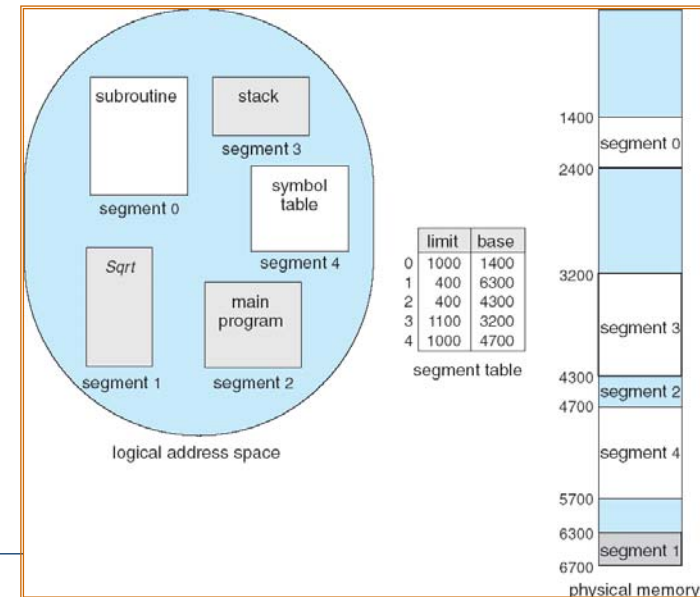 subroutine
stack
segment 3
segment 0
symbol
table
segment 4
Sqrt
main
program
segment 1
segment 2
logical address space
limit base
0 1000 1400
1 400 6300
2 400 4300
3 1100 3200
4 1000 4700
segment table
1400
segment 0
2400
3200
segment 3
4300
segment 2
4700
segment 4
5700
6300
segment 1
6700
physical memory